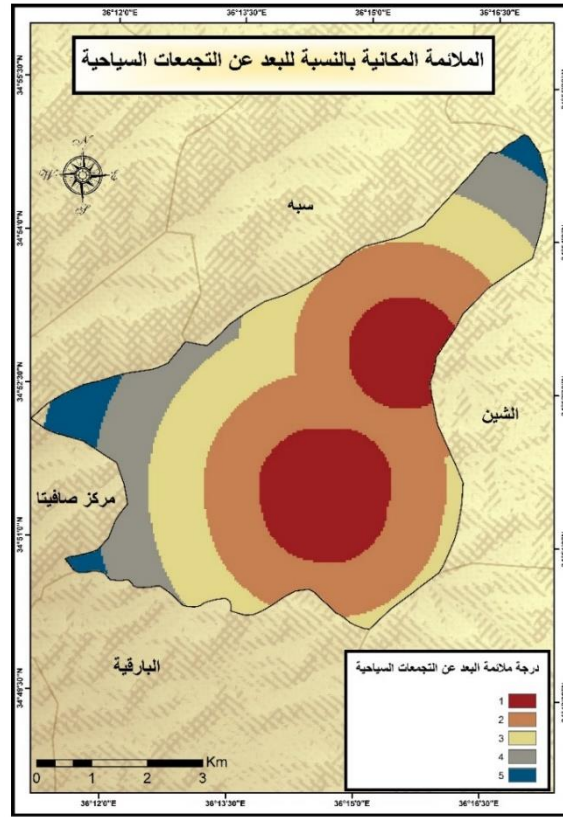 36°12'0"E 36°13'30"E 36°15'0"E 36°16'30"E
الملائمة المكانية بالنسبة للبعد عن التجمعات السياحية
34°55'30"N
N
W E
S
سبه
34°54'0"N
34°52'30"N
الشين
مركز صافيتا
34°51'0"N
البارقية
34°49'30"N
درجة ملائمة البعد عن التجمعات السياحية
1
2
3
4
5
Km
0 1 2 3
36°12'0"E 36°13'30"E 36°15'0"E 36°16'30"E